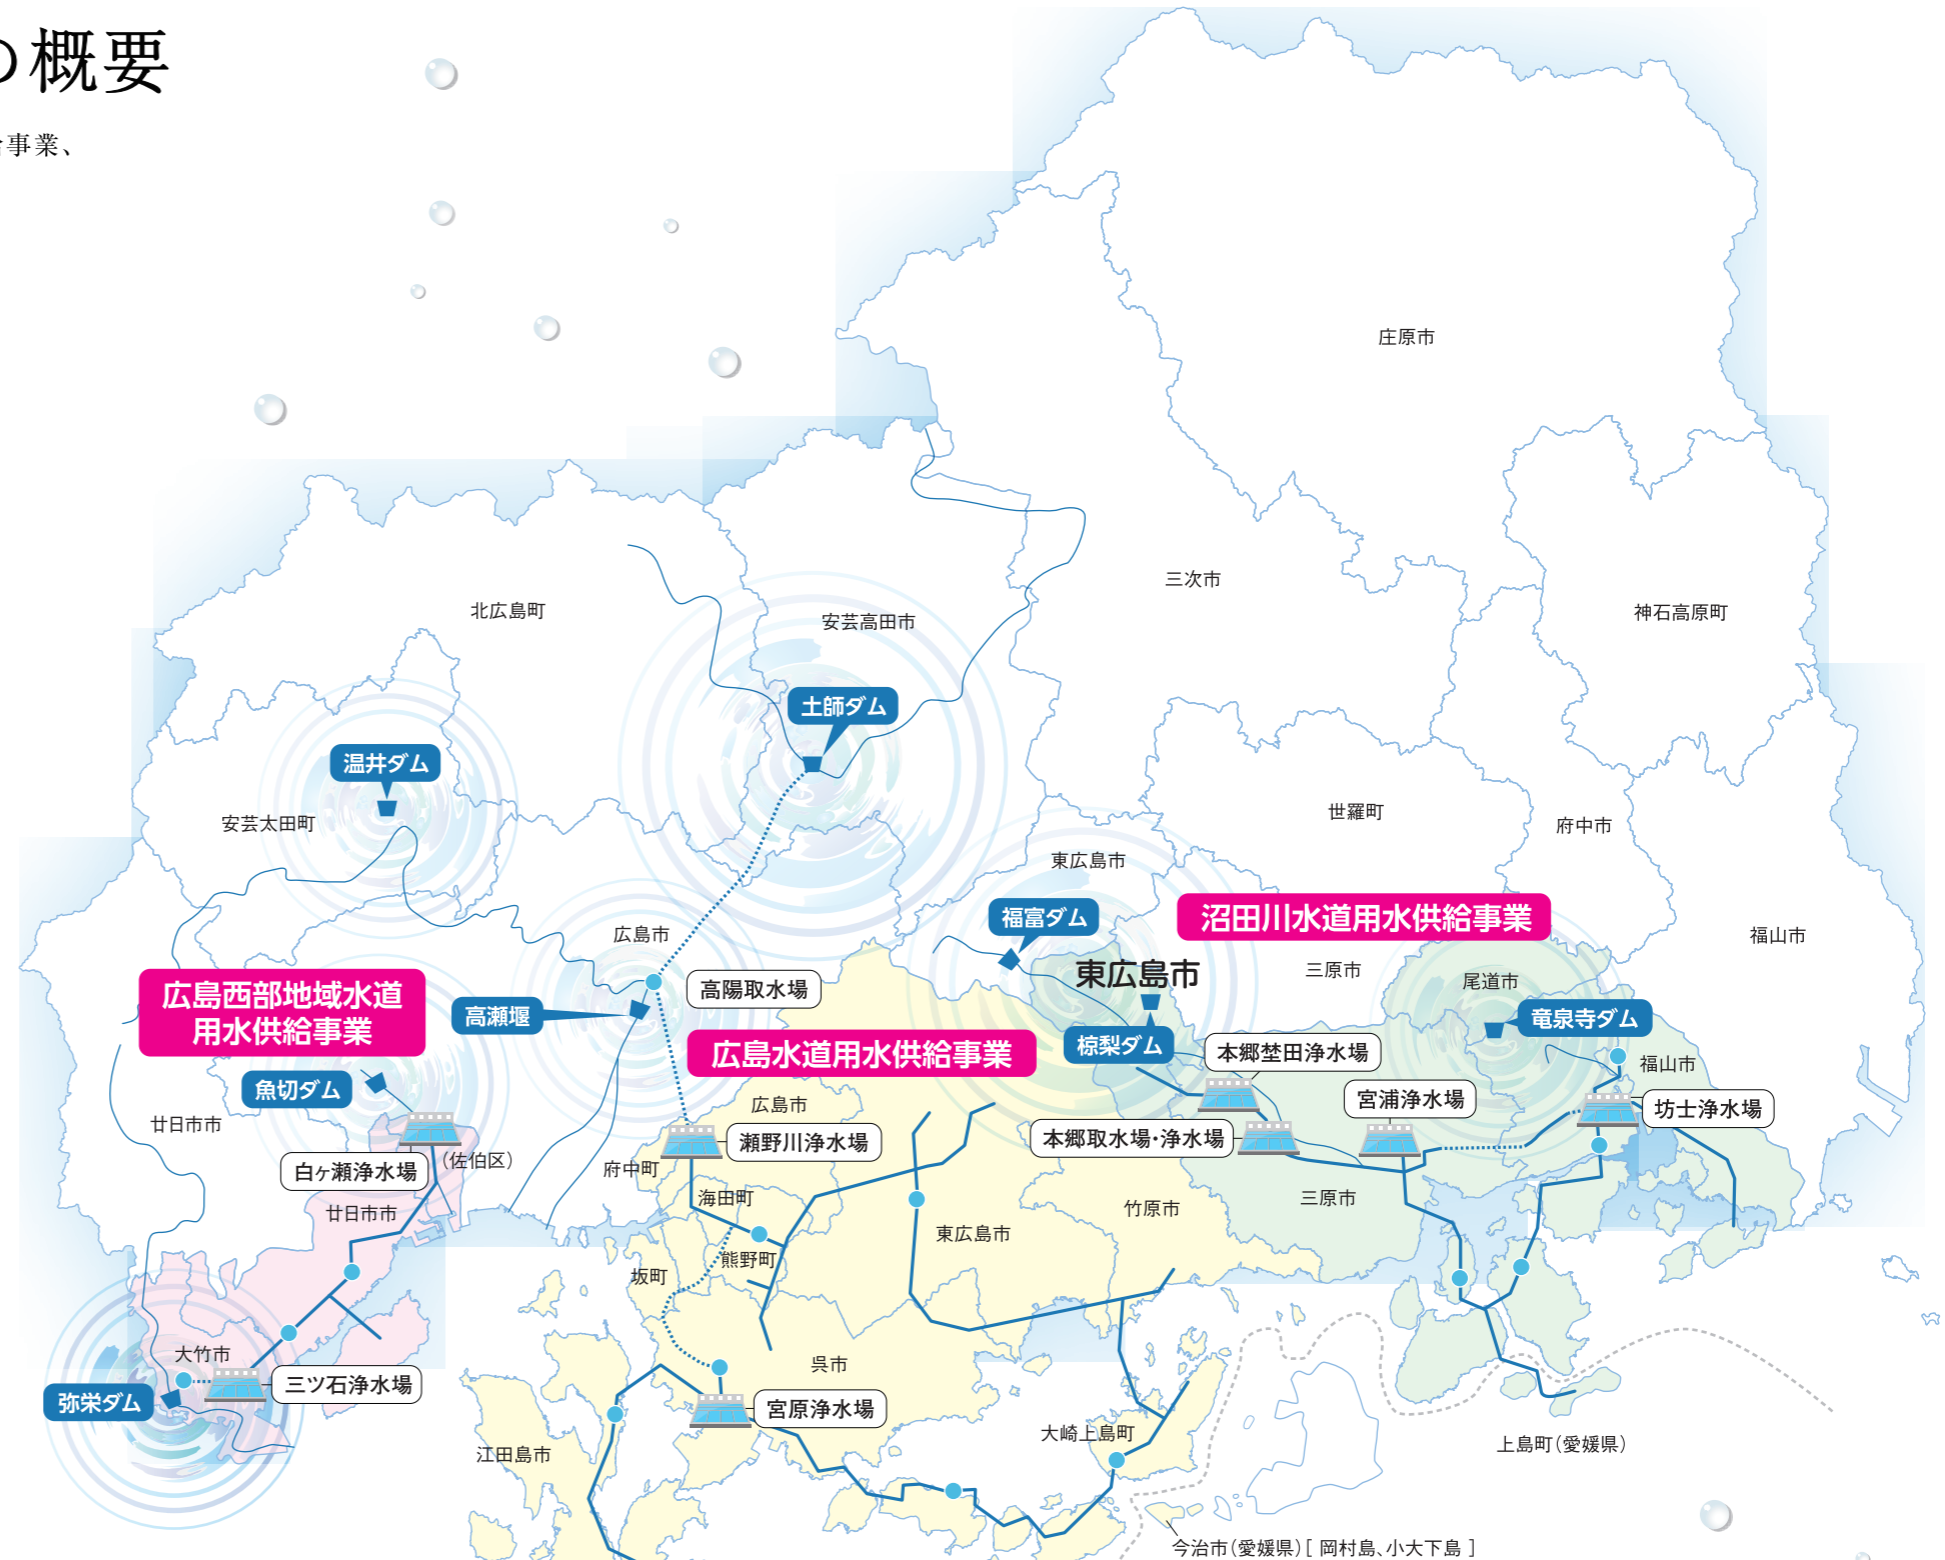 の概要
給事業、
庄原市
三次市
神石高原町
北広島町
安芸高田市
土師ダム
温井ダム
安芸太田町
世羅町
府中市
東広島市
福富ダム
沼田川水道用水供給事業
広島市
福山市
東広島市
三原市
尾道市
広島西部地域水道
用水供給事業
高陽取水場
高瀬堰
竜泉寺ダム
広島水道用水供給事業
椋梨ダム
本郷埜田浄水場
福山市
魚切ダム
宮浦浄水場
坊士浄水場
広島市
廿日市市
瀬野川浄水場
本郷取水場・浄水場
白ヶ瀬浄水場
(佐伯区)
府中町
海田町
三原市
竹原市
廿日市市
東広島市
熊野町
坂町
大竹市
呉市
三ツ石浄水場
弥栄ダム
宮原浄水場
大崎上島町
上島町(愛媛県)
江田島市
今治市(愛媛県)[ 岡村島、小大下島 ]